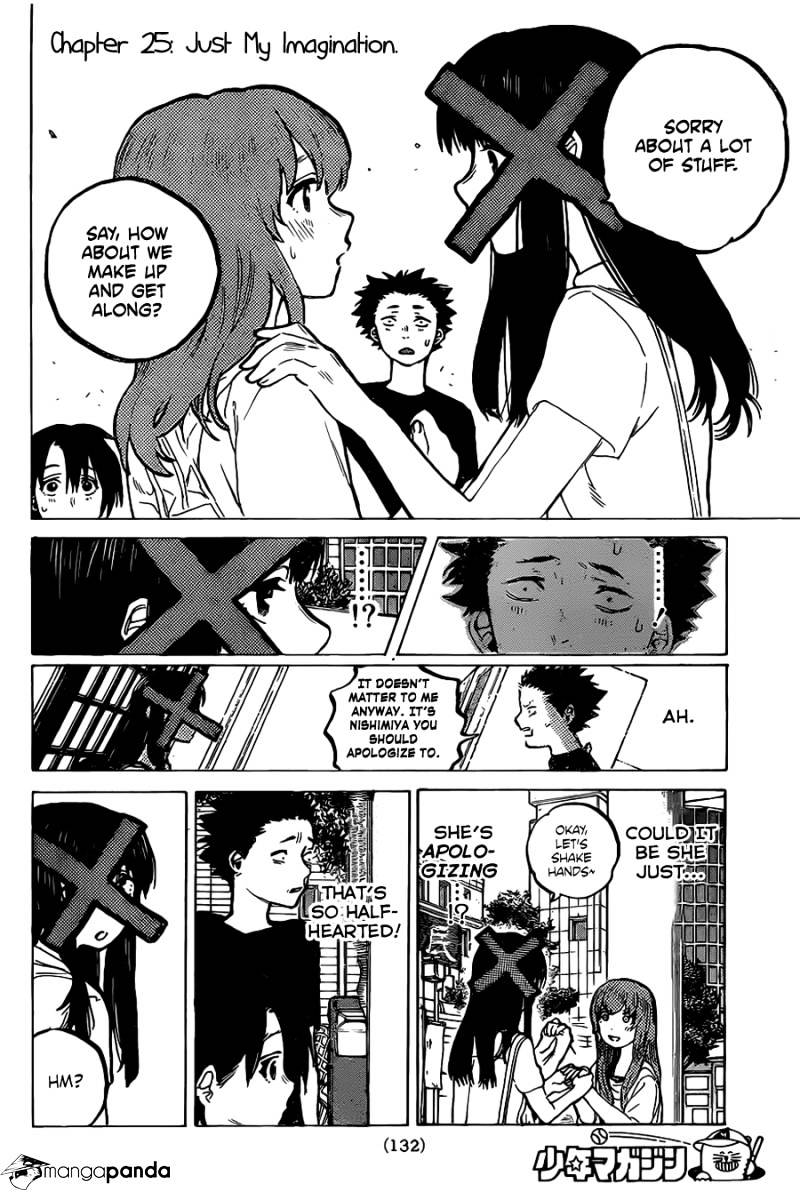 Chapter 25: Just My Imagination.
SORRY
ABOUT A LOT
OF STUFF.
SAY, HOW
ABOUT WE
MAKE UP
AND GET
ALONG?
......!
......!?
AH.
IT DOESN'T
MATTER TO ME
ANYWAY. IT'S
NISHIMIYA YOU
SHOULD
APOLOGIZE TO.
COULD IT
BE SHE
JUST...
OKAY,
LET'S
SHAKE
HANDS~
SHE'S
APOLO-
GIZING
...!?
THAT'S
SO HALF-
HEARTED!
HM?
(132)
mangapanda
少年マガジン